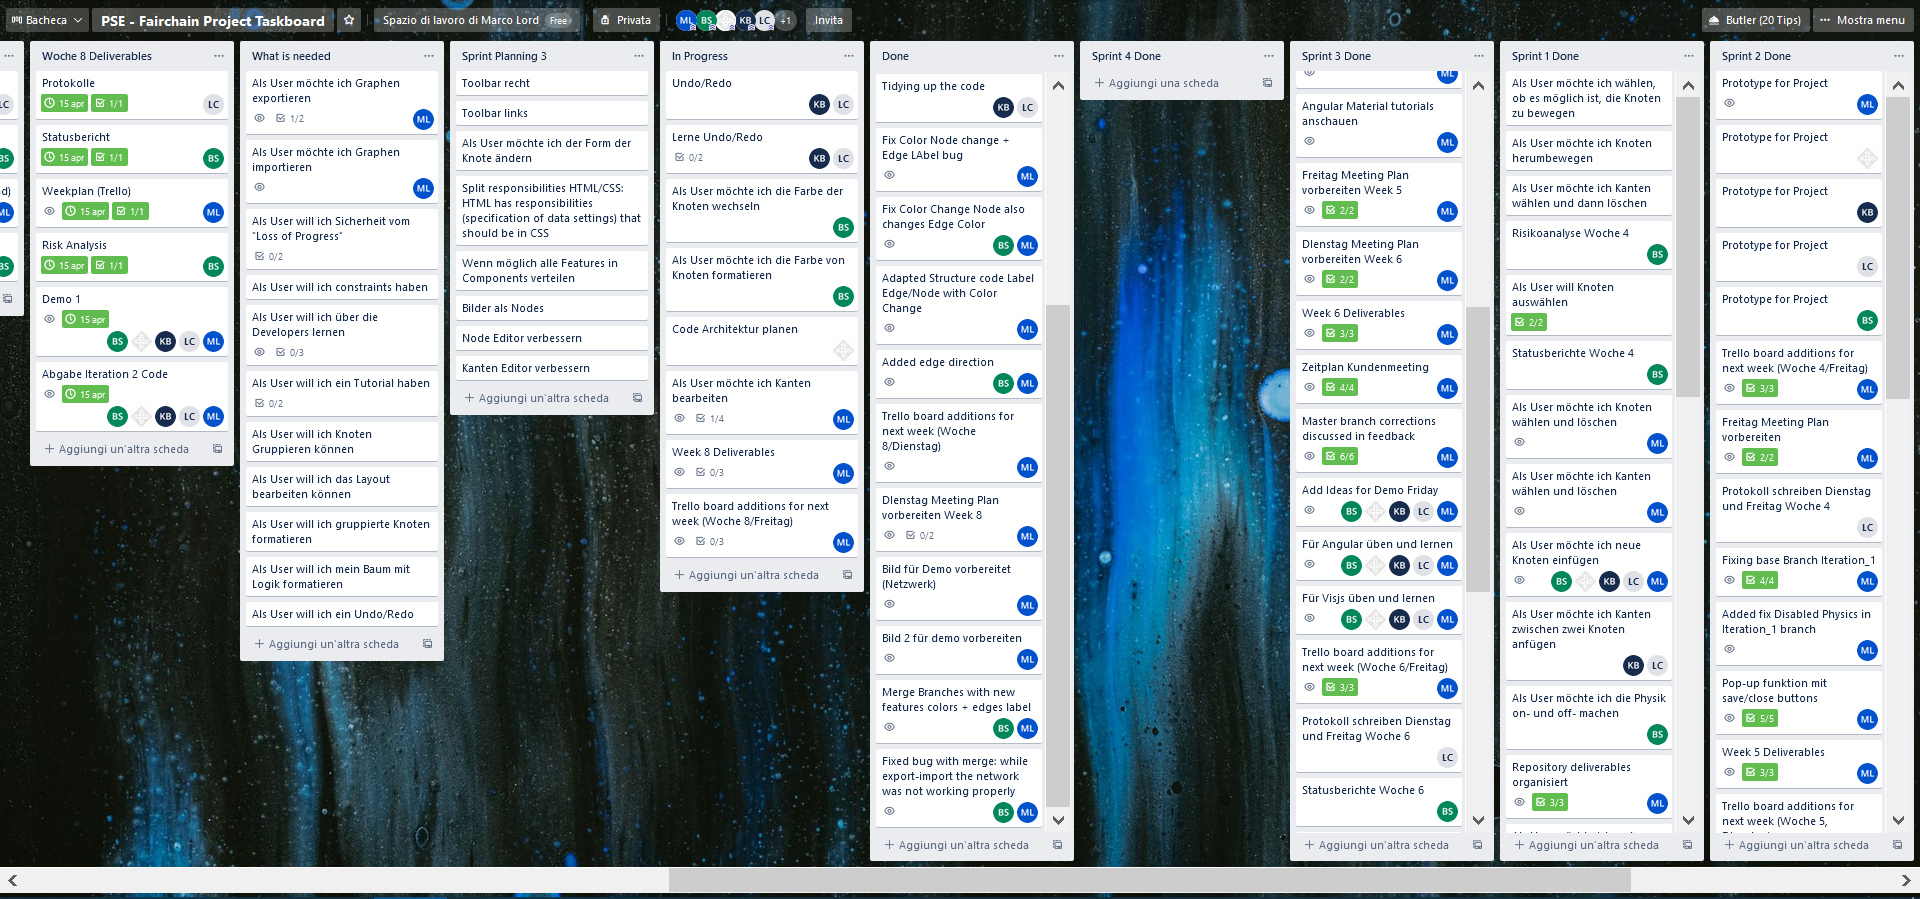 Bacheca
PSE - Fairchain Project Taskboard
Spazio di lavoro di Marco Lord Free
Privata
ML BS KB LC +1
Invita
Butler (20 Tips)
Mostra menu
LC
BS
d)
ML
BS
Woche 8 Deliverables
Protokolle
15 apr 1/1
LC
Statusbericht
15 apr 1/1
BS
Weekplan (Trello)
15 apr 1/1
ML
Risk Analysis
15 apr 1/1
BS
Demo 1
15 apr
BS KB LC ML
Abgabe Iteration 2 Code
15 apr
BS KB LC ML
Aggiungi un'altra scheda
What is needed
Als User möchte ich Graphen
exportieren
1/2
ML
Als User möchte ich Graphen
importieren
ML
Als User will ich Sicherheit vom
"Loss of Progress"
0/2
Als User will ich constraints haben
Als User will ich über die
Developers lernen
0/3
Als User will ich ein Tutorial haben
0/2
Als User will ich Knoten
Gruppieren können
Als User will ich das Layout
bearbeiten können
Als User will ich gruppierte Knoten
formatieren
Als User will ich mein Baum mit
Logik formatieren
Als User will ich ein Undo/Redo
Aggiungi un'altra scheda
Sprint Planning 3
Toolbar recht
Toolbar links
Als User möchte ich der Form der
Knote ändern
Split responsibilities HTML/CSS:
HTML has responsibilities
(specification of data settings) that
should be in CSS
Wenn möglich alle Features in
Components verteilen
Bilder als Nodes
Node Editor verbessern
Kanten Editor verbessern
Aggiungi un'altra scheda
In Progress
Undo/Redo
KB LC
Lerne Undo/Redo
0/2
KB LC
Als User möchte ich die Farbe der
Knoten wechseln
BS
Als User möchte ich die Farbe von
Knoten formatieren
BS
Code Architektur planen
Als User möchte ich Kanten
bearbeiten
1/4
ML
Week 8 Deliverables
0/3
ML
Trello board additions for next
week (Woche 8/Freitag)
0/3
ML
Aggiungi un'altra scheda
Done
Tidying up the code
KB LC
Fix Color Node change +
Edge LAbel bug
ML
Fix Color Change Node also
changes Edge Color
BS ML
Adapted Structure code Label
Edge/Node with Color
Change
ML
Added edge direction
BS ML
Trello board additions for
next week (Woche
8/Dienstag)
ML
DIenstag Meeting Plan
vorbereiten Week 8
0/2
ML
Bild für Demo vorbereitet
(Netzwerk)
ML
Bild 2 für demo vorbereiten
ML
Merge Branches with new
features colors + edges label
BS ML
Fixed bug with merge: while
export-import the network
was not working properly
BS ML
Aggiungi un'altra scheda
Sprint 4 Done
Aggiungi una scheda
Sprint 3 Done
ML
Angular Material tutorials
anschauen
ML
Freitag Meeting Plan
vorbereiten Week 5
2/2
ML
DIenstag Meeting Plan
vorbereiten Week 6
2/2
ML
Week 6 Deliverables
3/3
ML
Zeitplan Kundenmeeting
4/4
ML
Master branch corrections
discussed in feedback
6/6
ML
Add Ideas for Demo Friday
BS KB LC ML
Für Angular üben und lernen
BS KB LC ML
Für Visjs üben und lernen
BS KB LC ML
Trello board additions for
next week (Woche 6/Freitag)
3/3
ML
Protokoll schreiben Dienstag
und Freitag Woche 6
LC
Statusberichte Woche 6
BS
Aggiungi un'altra scheda
Sprint 1 Done
Als User möchte ich wählen,
ob es möglich ist, die Knoten
zu bewegen
Als User möchte ich Knoten
herumbewegen
Als User möchte ich Kanten
wählen und dann löschen
Risikoanalyse Woche 4
BS
Als User will Knoten
auswählen
2/2
Statusberichte Woche 4
BS
Als User möchte ich Knoten
wählen und löschen
ML
Als User möchte ich Kanten
wählen und löschen
ML
Als User möchte ich neue
Knoten einfügen
BS KB LC ML
Als User möchte ich Kanten
zwischen zwei Knoten
anfügen
KB LC
Als User möchte ich die Physik
on- und off- machen
BS
Repository deliverables
organisiert
3/3
ML
Aggiungi un'altra scheda
Sprint 2 Done
Prototype for Project
ML
Prototype for Project
Prototype for Project
KB
Prototype for Project
LC
Prototype for Project
BS
Trello board additions for
next week (Woche 4/Freitag)
3/3
ML
Freitag Meeting Plan
vorbereiten
2/2
ML
Protokoll schreiben Dienstag
und Freitag Woche 4
LC
Fixing base Branch Iteration_1
4/4
ML
Added fix Disabled Physics in
Iteration_1 branch
ML
Pop-up funktion mit
save/close buttons
5/5
ML
Week 5 Deliverables
3/3
ML
Trello board additions for
next week (Woche 5,
Aggiungi un'altra scheda